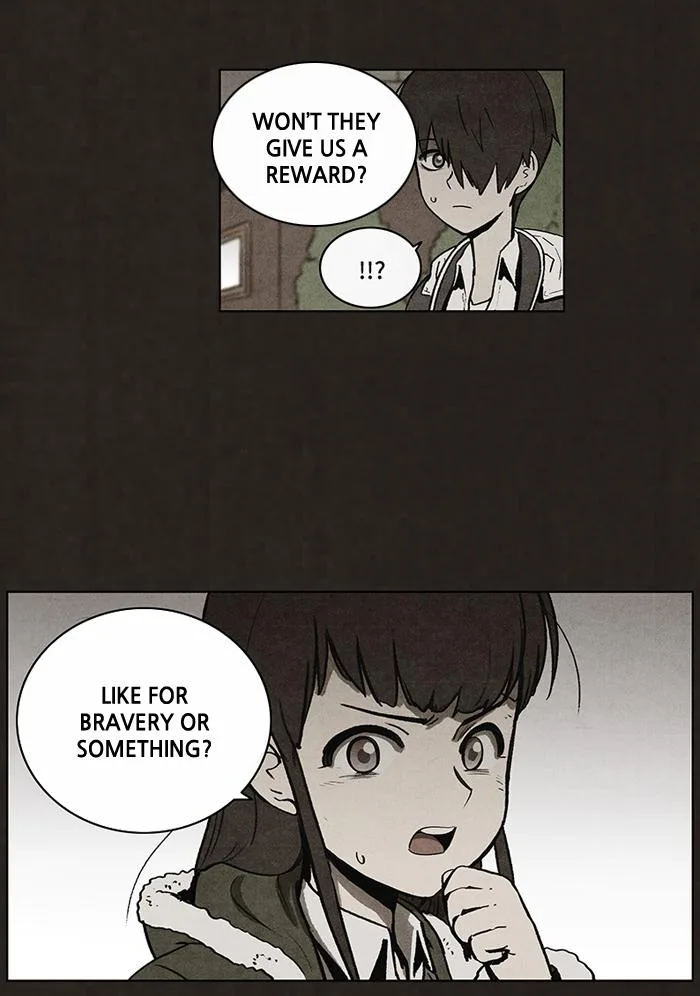 WON'T THEY
GIVE US A
REWARD?
!!?
LIKE FOR
BRAVERY OR
SOMETHING?